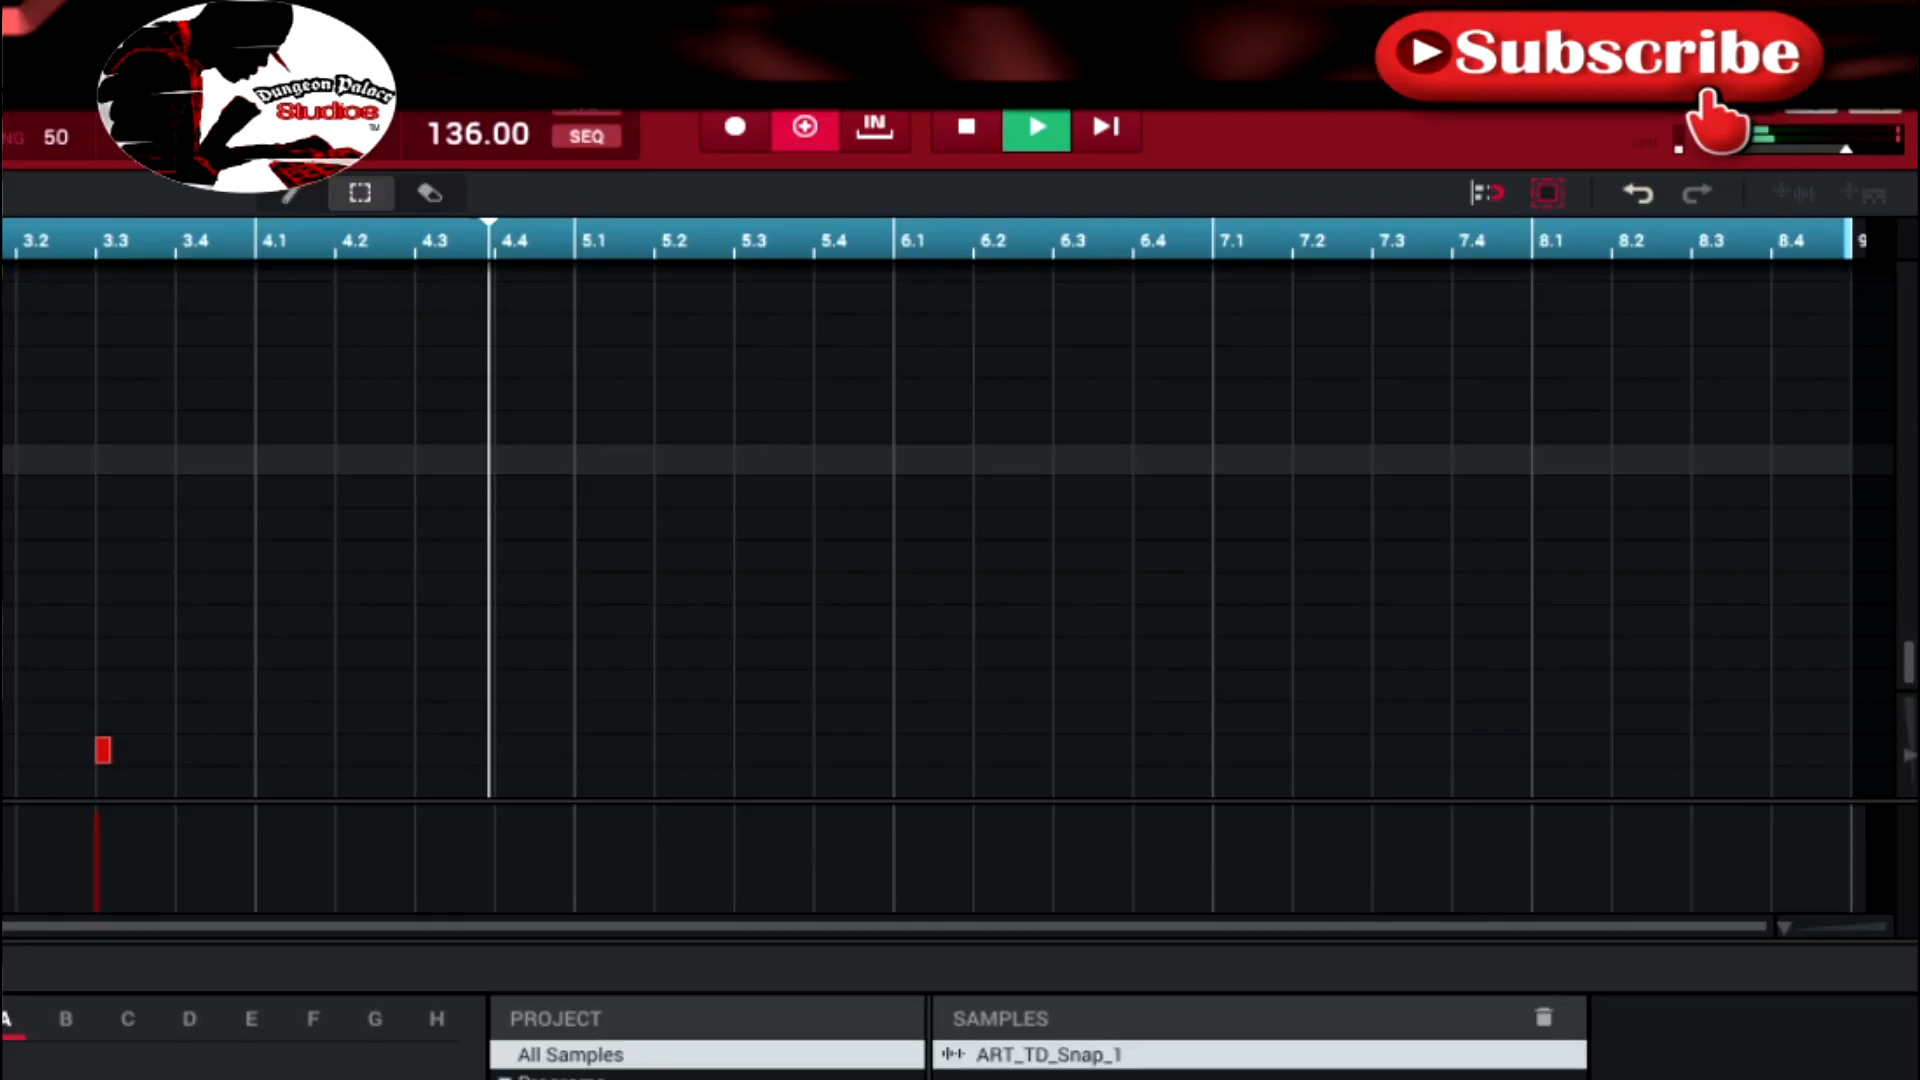 Subscribe
Dungeon Palace
Studios
TM
50
136.00
SEQ
IN
3.2 3.3 3.4 4.1 4.2 4.3 4.4 5.1 5.2 5.3 5.4 6.1 6.2 6.3 6.4 7.1 7.2 7.3 7.4 8.1 8.2 8.3 8.4 9
A B C D E F G H
PROJECT
SAMPLES
All Samples
ART_TD_Snap_1